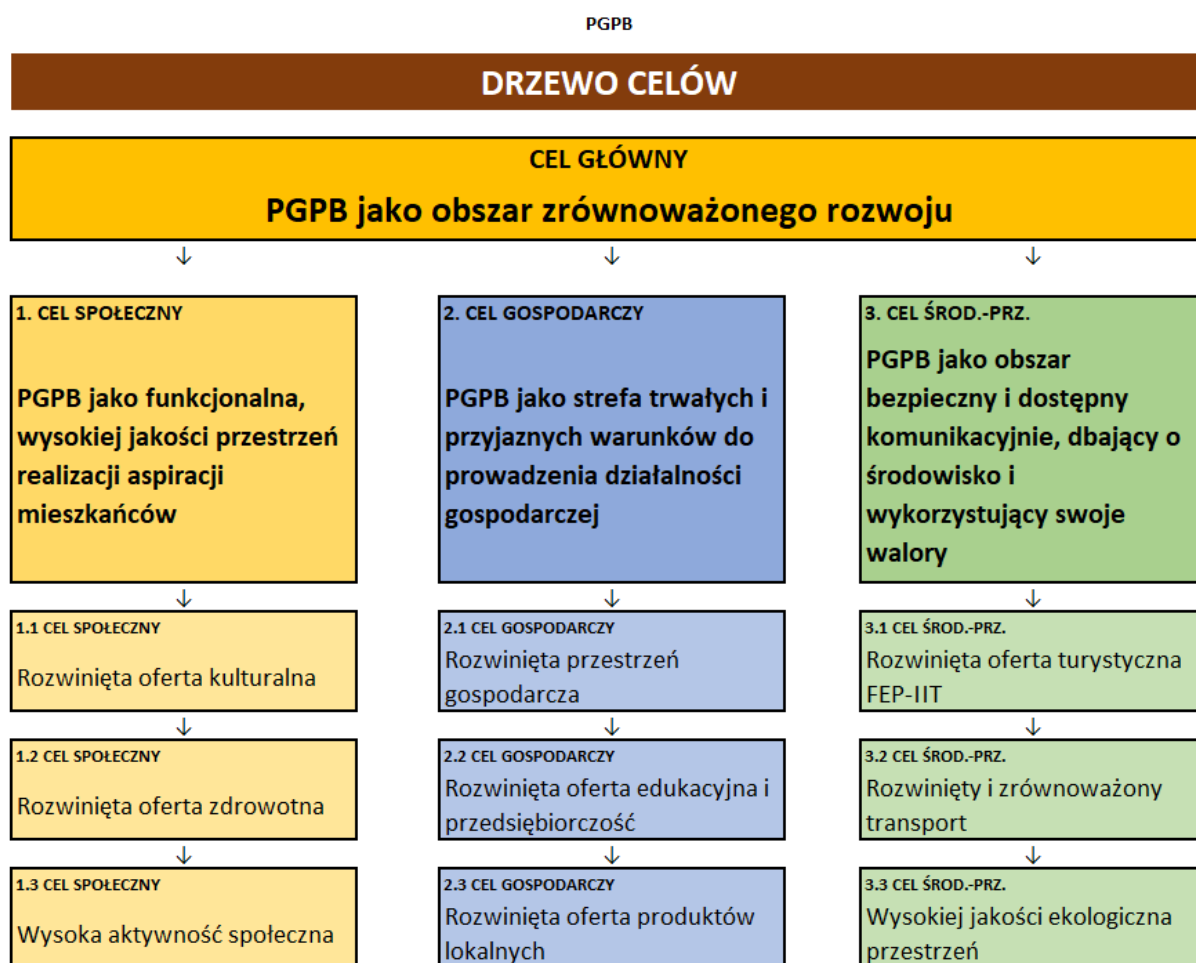 PGPB
DRZEWO CELÓW
CEL GŁÓWNY
PGPB jako obszar zrównoważonego rozwoju
↓ ↓ ↓
1. CEL SPOŁECZNY
PGPB jako funkcjonalna,
wysokiej jakości przestrzeń
realizacji aspiracji
mieszkańców
2. CEL GOSPODARCZY
PGPB jako strefa trwałych i
przyjaznych warunków do
prowadzenia działalności
gospodarczej
3. CEL ŚROD.-PRZ.
PGPB jako obszar
bezpieczny i dostępny
komunikacyjnie, dbający o
środowisko i
wykorzystujący swoje
walory
↓ ↓ ↓
1.1 CEL SPOŁECZNY
Rozwinięta oferta kulturalna
2.1 CEL GOSPODARCZY
Rozwinięta przestrzeń
gospodarcza
3.1 CEL ŚROD.-PRZ.
Rozwinięta oferta turystyczna
FEP-IIT
↓ ↓ ↓
1.2 CEL SPOŁECZNY
Rozwinięta oferta zdrowotna
2.2 CEL GOSPODARCZY
Rozwinięta oferta edukacyjna i
przedsiębiorczość
3.2 CEL ŚROD.-PRZ.
Rozwinięty i zrównoważony
transport
↓ ↓ ↓
1.3 CEL SPOŁECZNY
Wysoka aktywność społeczna
2.3 CEL GOSPODARCZY
Rozwinięta oferta produktów
lokalnych
3.3 CEL ŚROD.-PRZ.
Wysokiej jakości ekologiczna
przestrzeń